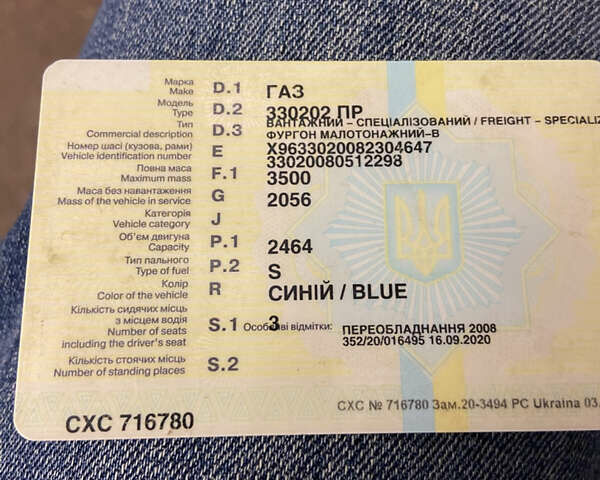 Марка
Make D.1 ГАЗ
Модель
Type D.2 330202 ПР
Тип
Commercial description D.3 ВАНТАЖНИЙ – СПЕЦІАЛІЗОВАНИЙ / FREIGHT – SPECIALIZ
ФУРГОН МАЛОТОНАЖНИЙ-В
Номер шасі (кузова, рами)
Vehicle identification number E X9633020082304647
33020080512298
Повна маса
Maximum mass F.1 3500
Маса без навантаження
Mass of the vehicle in service G 2056
Категорія
Vehicle category J
Об'єм двигуна
Capacity P.1 2464
Тип пального
Type of fuel P.2 S
Колір
Color of the vehicle R СИНІЙ / BLUE
Кількість сидячих місць
з місцем водія
Number of seats
including the driver's seat S.1 3
Особливі відмітки: ПЕРЕОБЛАДНАННЯ 2008
352/20/016495 16.09.2020
Кількість стоячих місць
Number of standing places S.2
СХС № 716780 Зам.20-3494 РС Ukraina 03.
СХС 716780